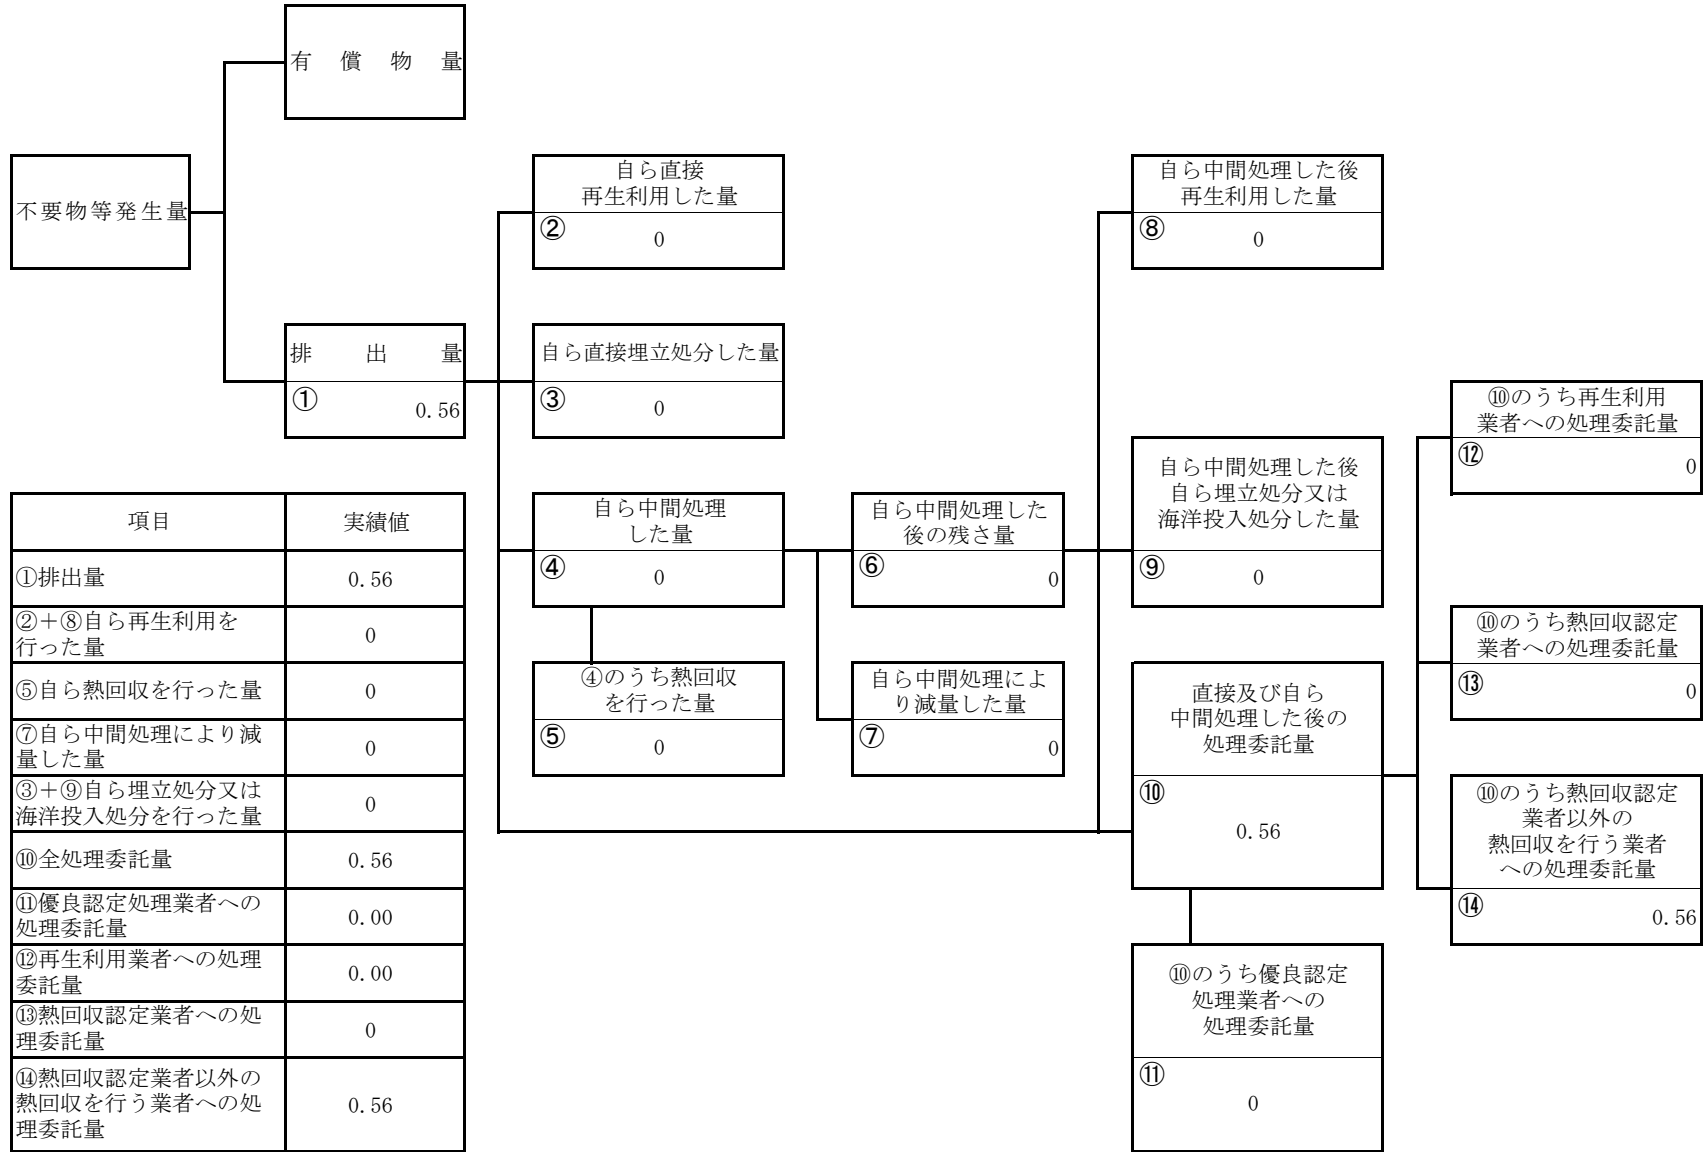 有償物量
不要物等発生量
自ら直接
再生利用した量
②
0
自ら中間処理した後
再生利用した量
⑧
0
排出量
①
0.56
自ら直接埋立処分した量
③
0
⑩のうち再生利用
業者への処理委託量
⑫
0
自ら中間処理した後
自ら埋立処分又は
海洋投入処分した量
⑨
0
自ら中間処理
した量
④
0
自ら中間処理した
後の残さ量
⑥
0
⑩のうち熱回収認定
業者への処理委託量
⑬
0
④のうち熱回収
を行った量
⑤
0
自ら中間処理によ
り減量した量
⑦
0
直接及び自ら
中間処理した後の
処理委託量
⑩
0.56
⑩のうち熱回収認定
業者以外の
熱回収を行う業者
への処理委託量
⑭
0.56
⑩のうち優良認定
処理業者への
処理委託量
⑪
0
項目 実績値
①排出量 0.56
②＋⑧自ら再生利用を
行った量
0
⑤自ら熱回収を行った量 0
⑦自ら中間処理により減
量した量
0
③＋⑨自ら埋立処分又は
海洋投入処分を行った量
0
⑩全処理委託量 0.56
⑪優良認定処理業者への
処理委託量
0.00
⑫再生利用業者への処理
委託量
0.00
⑬熱回収認定業者への処
理委託量
0
⑭熱回収認定業者以外の
熱回収を行う業者への処
理委託量
0.56